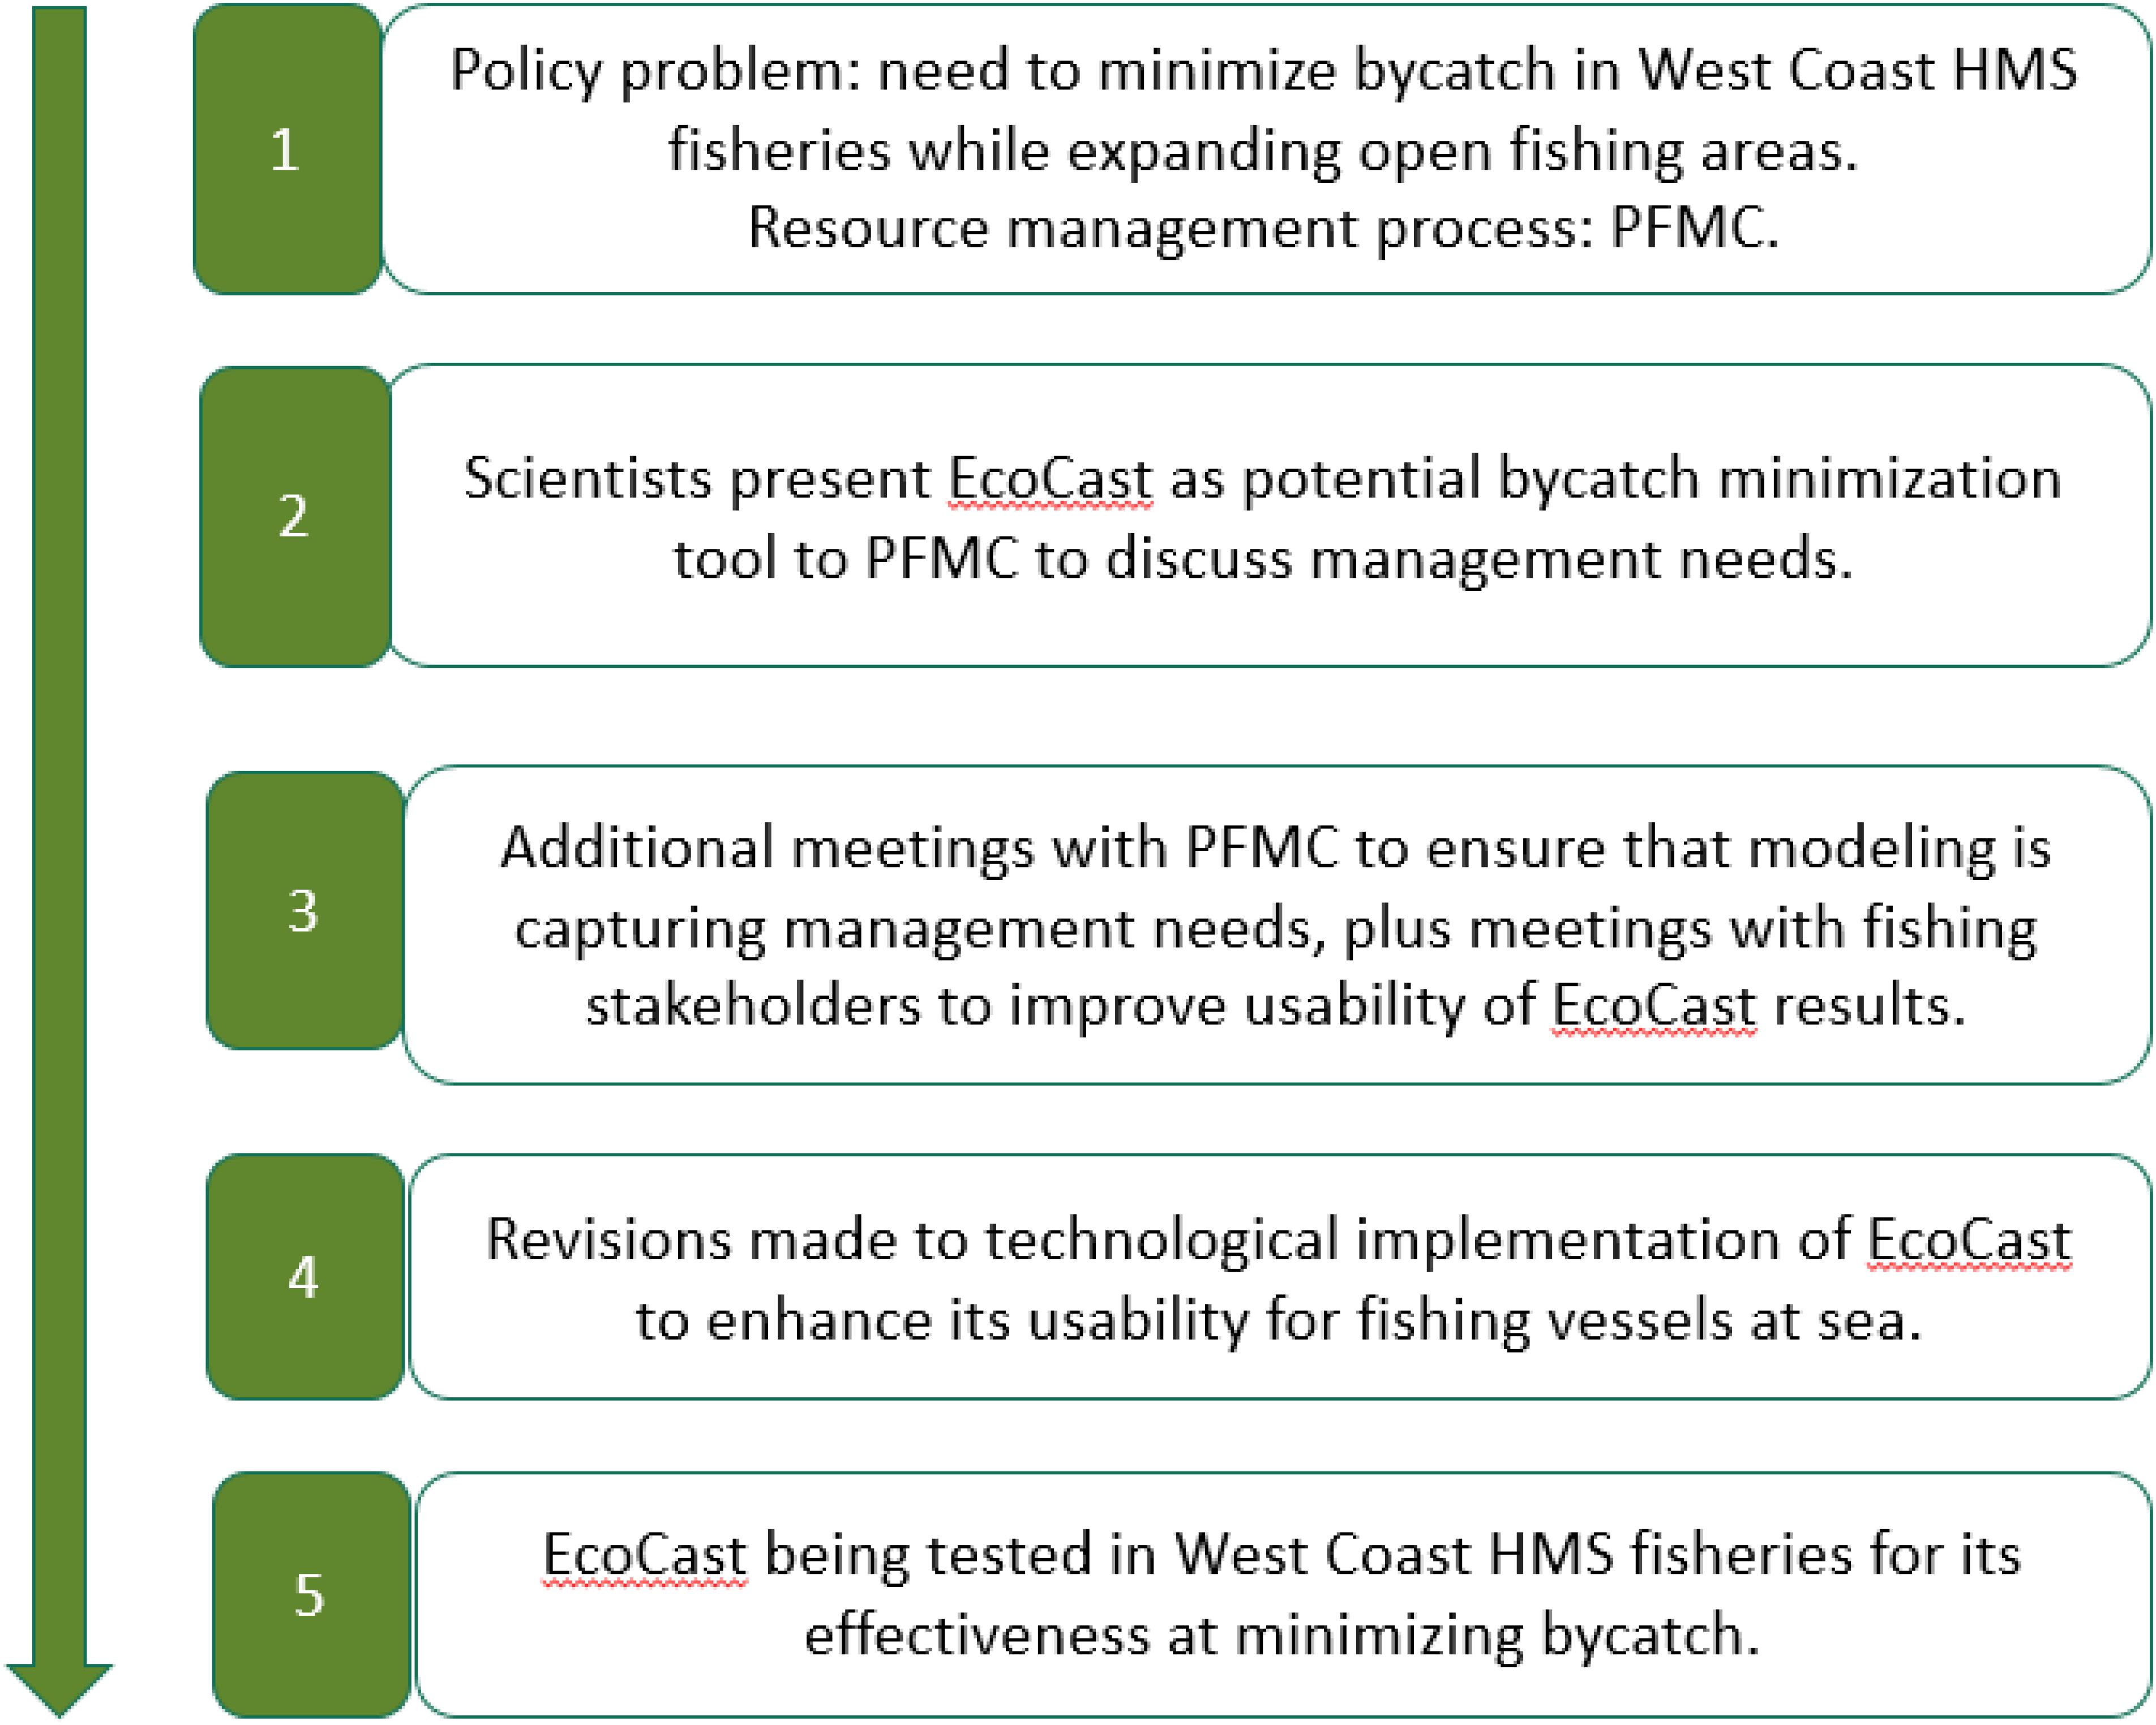 1
Policy problem: need to minimize bycatch in West Coast HMS
fisheries while expanding open fishing areas.
Resource management process: PFMC.
2
Scientists present EcoCast as potential bycatch minimization
tool to PFMC to discuss management needs.
3
Additional meetings with PFMC to ensure that modeling is
capturing management needs, plus meetings with fishing
stakeholders to improve usability of EcoCast results.
4
Revisions made to technological implementation of EcoCast
to enhance its usability for fishing vessels at sea.
5
EcoCast being tested in West Coast HMS fisheries for its
effectiveness at minimizing bycatch.